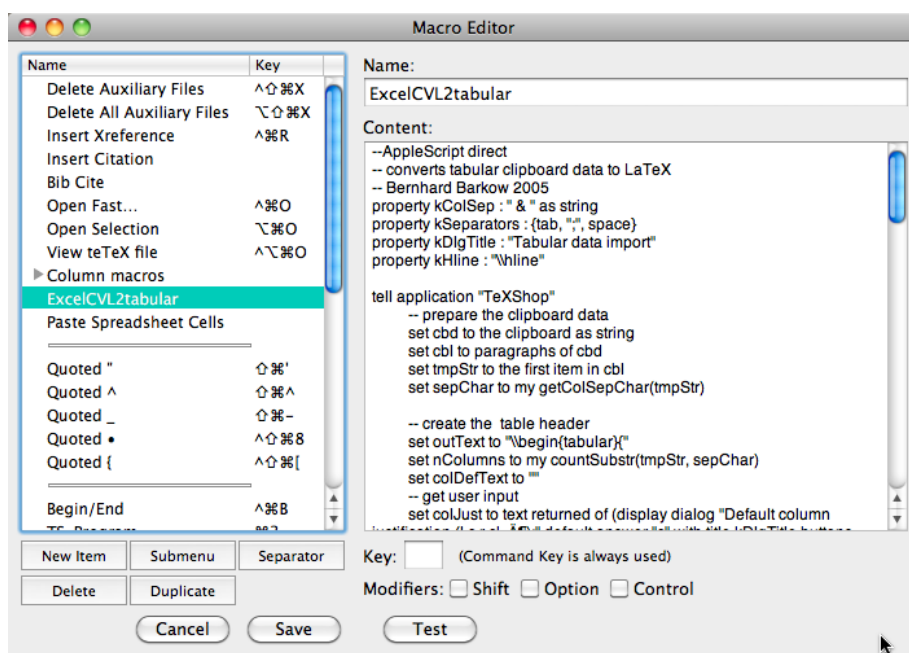 Macro Editor
Name Key
Delete Auxiliary Files ^⇧⌘X
Delete All Auxiliary Files ⌥⇧⌘X
Insert Xreference ^⌘R
Insert Citation
Bib Cite
Open Fast... ^⌘O
Open Selection ⌥⌘O
View teTeX file ^⌥⌘O
Column macros
ExcelCVL2tabular
Paste Spreadsheet Cells
Quoted " ⇧⌘'
Quoted ^ ⇧⌘^
Quoted _ ⇧⌘-
Quoted • ^⇧⌘8
Quoted { ^⇧⌘[
Begin/End ^⌘B
New Item Submenu Separator
Delete Duplicate
Cancel Save
Name:
ExcelCVL2tabular
Content:
--AppleScript direct
-- converts tabular clipboard data to LaTeX
-- Bernhard Barkow 2005
property kColSep : " & " as string
property kSeparators : {tab, ";", space}
property kDlgTitle : "Tabular data import"
property kHline : "\\hline"
tell application "TeXShop"
-- prepare the clipboard data
set cbd to the clipboard as string
set cbl to paragraphs of cbd
set tmpStr to the first item in cbl
set sepChar to my getColSepChar(tmpStr)
-- create the  table header
set outText to "\\begin{tabular}{"
set nColumns to my countSubstr(tmpStr, sepChar)
set colDefText to ""
-- get user input
set colJust to text returned of (display dialog "Default column
Key: (Command Key is always used)
Modifiers: Shift Option Control
Test